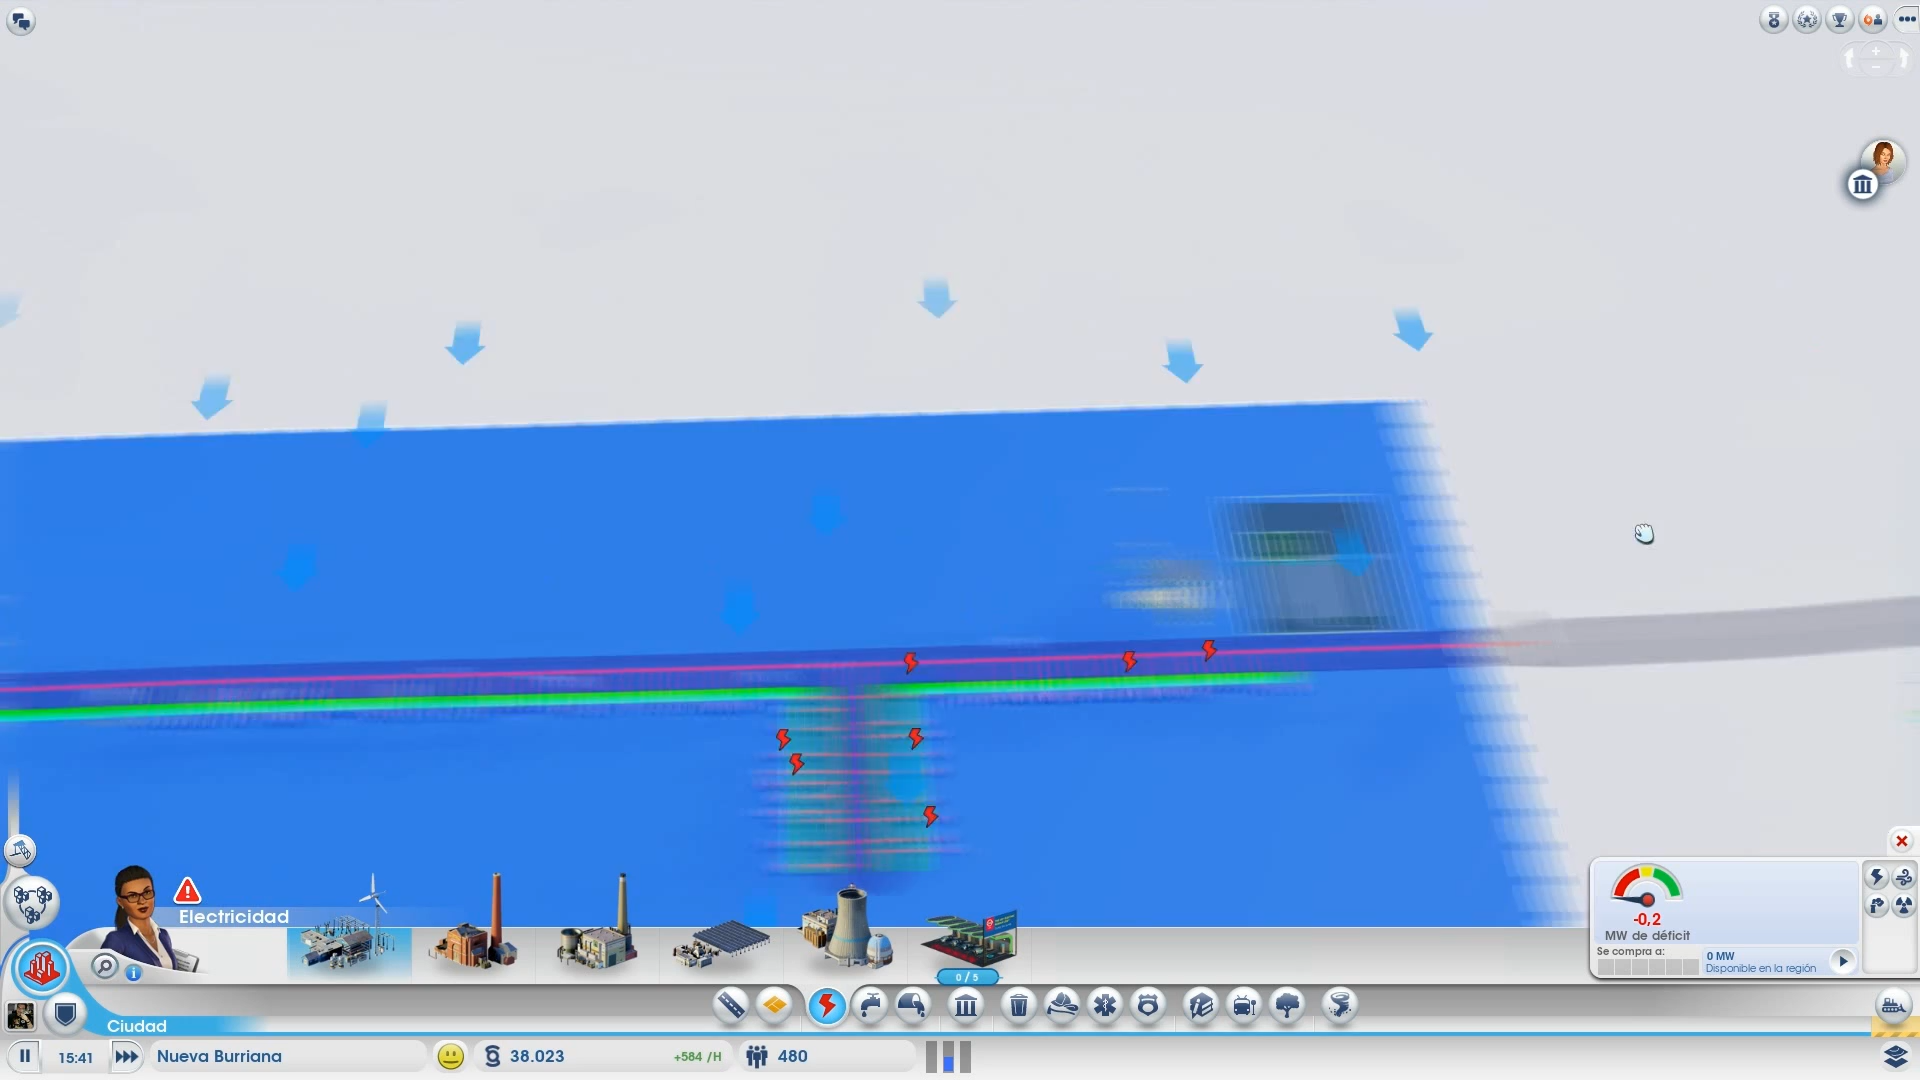 Electricidad
0 / 5
-0,2
MW de déficit
Se compra a:
0 MW
Disponible en la región
Ciudad
15:41
Nueva Burriana
38.023
+584 /H
480